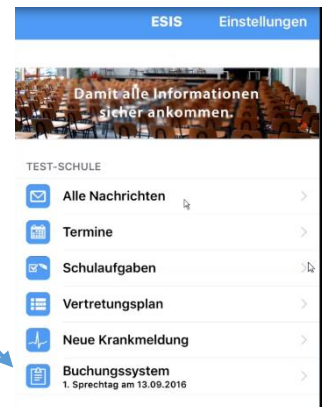 ESIS Einstellungen
Damit alle Informationen
sicher ankommen.
TEST-SCHULE
Alle Nachrichten
Termine
Schulaufgaben
Vertretungsplan
Neue Krankmeldung
Buchungssystem
1. Sprechtag am 13.09.2016